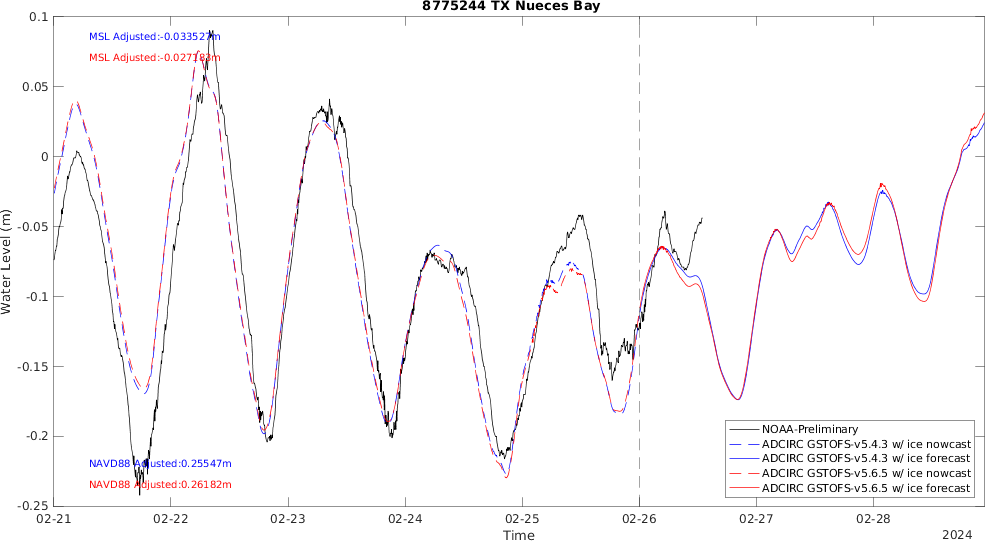 8775244 TX Nueces Bay
0.1
MSL Adjusted:-0.033527m
MSL Adjusted:-0.027183m
0.05
0
-0.05
Water Level (m)
-0.1
-0.15
-0.2
NOAA-Preliminary
ADCIRC GSTOFS-v5.4.3 w/ ice nowcast
NAVD88 Adjusted:0.25547m
ADCIRC GSTOFS-v5.4.3 w/ ice forecast
ADCIRC GSTOFS-v5.6.5 w/ ice nowcast
NAVD88 Adjusted:0.26182m
ADCIRC GSTOFS-v5.6.5 w/ ice forecast
-0.25
02-21 02-22 02-23 02-24 02-25 02-26 02-27 02-28
Time
2024